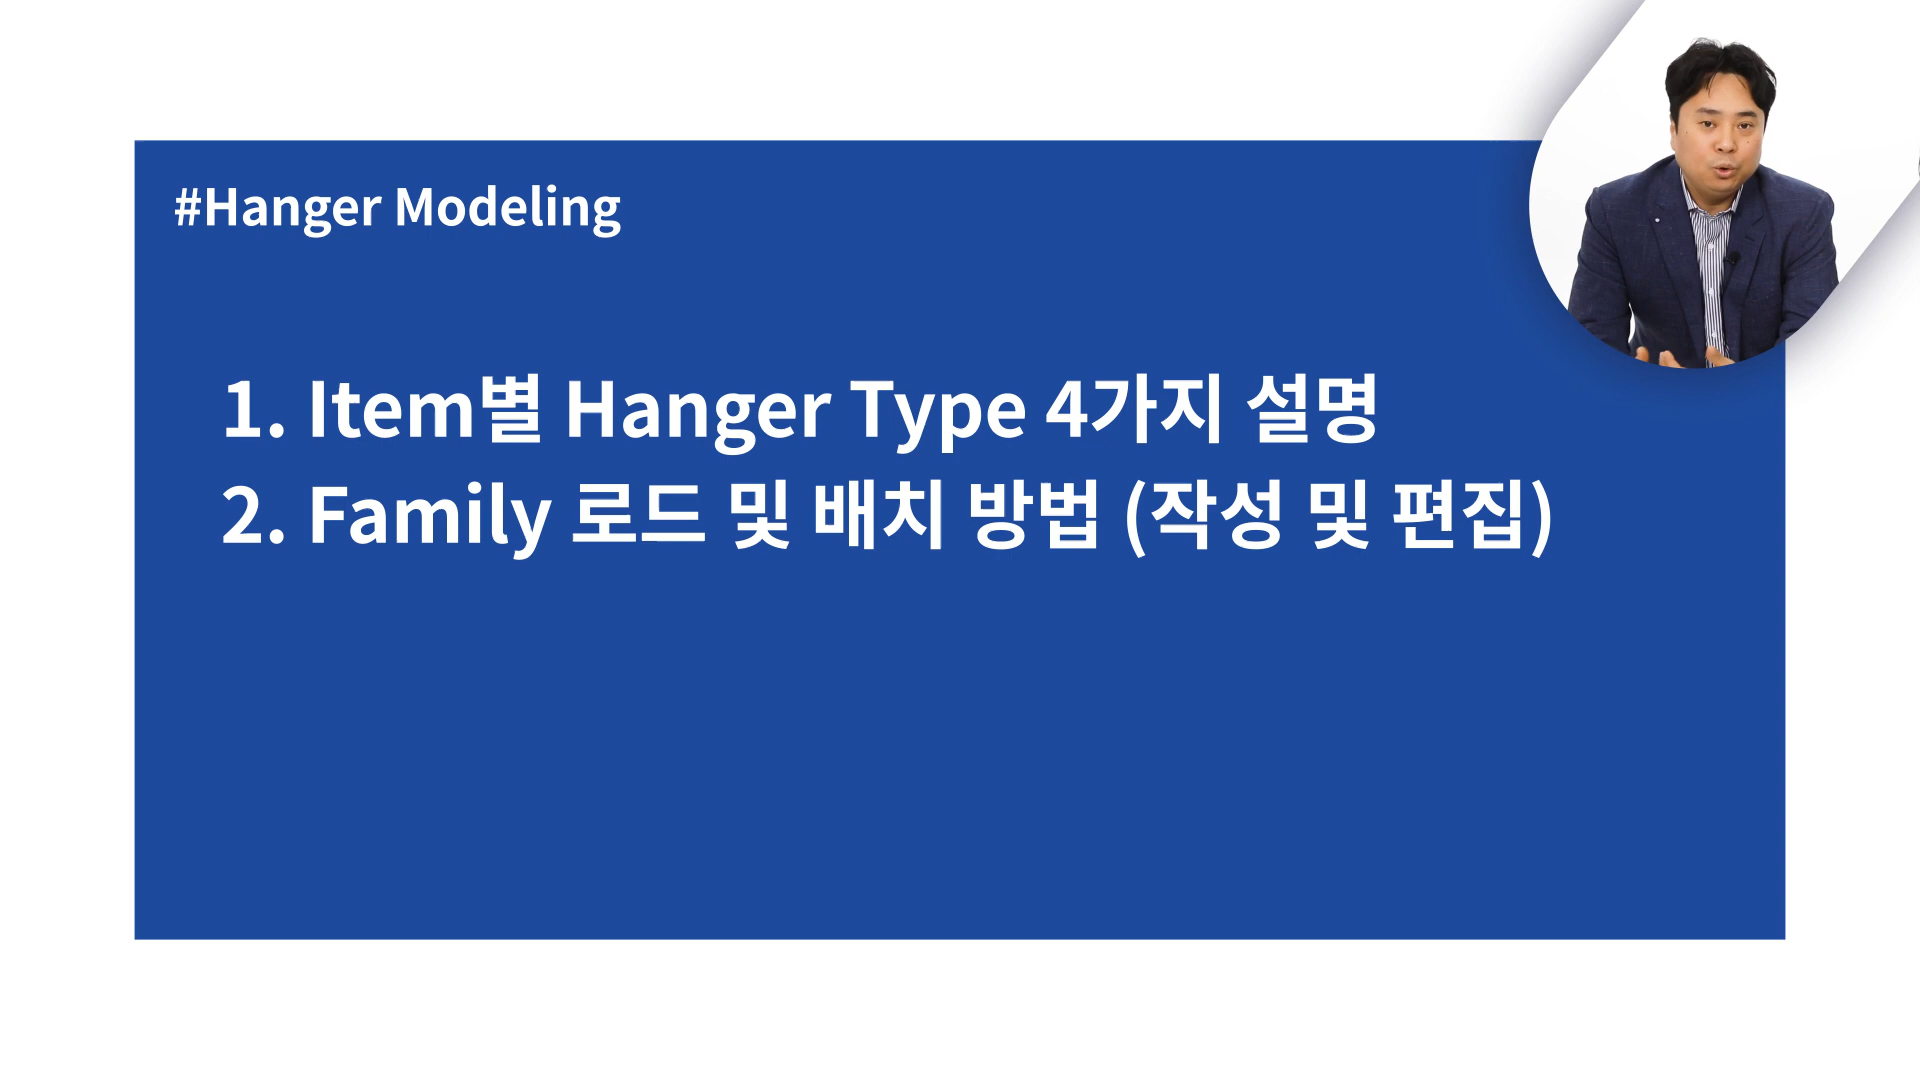 #Hanger Modeling
1. Item별 Hanger Type 4가지 설명
2. Family 로드 및 배치 방법 (작성 및 편집)